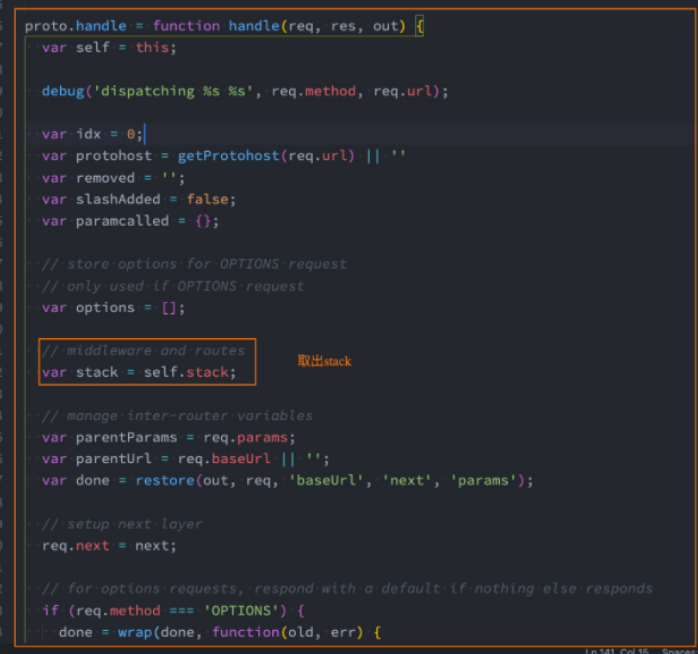 proto.handle = function handle(req, res, out) {
var self = this;
debug('dispatching %s %s', req.method, req.url);
var idx = 0;
var protohost = getProtohost(req.url) || ''
var removed = '';
var slashAdded = false;
var paramcalled = {};
// store options for OPTIONS request
// only used if OPTIONS request
var options = [];
// middleware and routes
var stack = self.stack;
取出stack
// manage inter-router variables
var parentParams = req.params;
var parentUrl = req.baseUrl || '';
var done = restore(out, req, 'baseUrl', 'next', 'params');
// setup next layer
req.next = next;
// for options requests, respond with a default if nothing else responds
if (req.method === 'OPTIONS') {
done = wrap(done, function(old, err) {
Ln 141, Col 15 Spaces